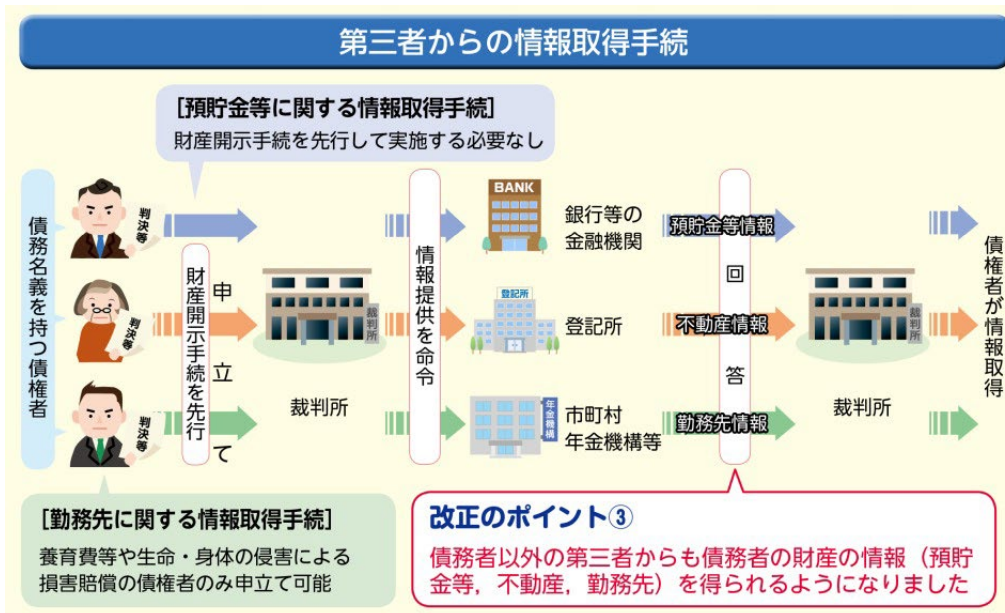 第三者からの情報取得手続
［預貯金等に関する情報取得手続］
財産開示手続を先行して実施する必要なし
債務名義を持つ債権者
判決等
判決等
判決等
財産開示手続を先行
申立て
裁判所
裁判所
情報提供を命令
BANK
銀行等の
金融機関
登記所
登記所
年金機構
市町村
年金機構等
預貯金等情報
不動産情報
勤務先情報
回答
裁判所
裁判所
債権者が情報取得
［勤務先に関する情報取得手続］
養育費等や生命・身体の侵害による
損害賠償の債権者のみ申立て可能
改正のポイント③
債務者以外の第三者からも債務者の財産の情報（預貯
金等，不動産，勤務先）を得られるようになりました